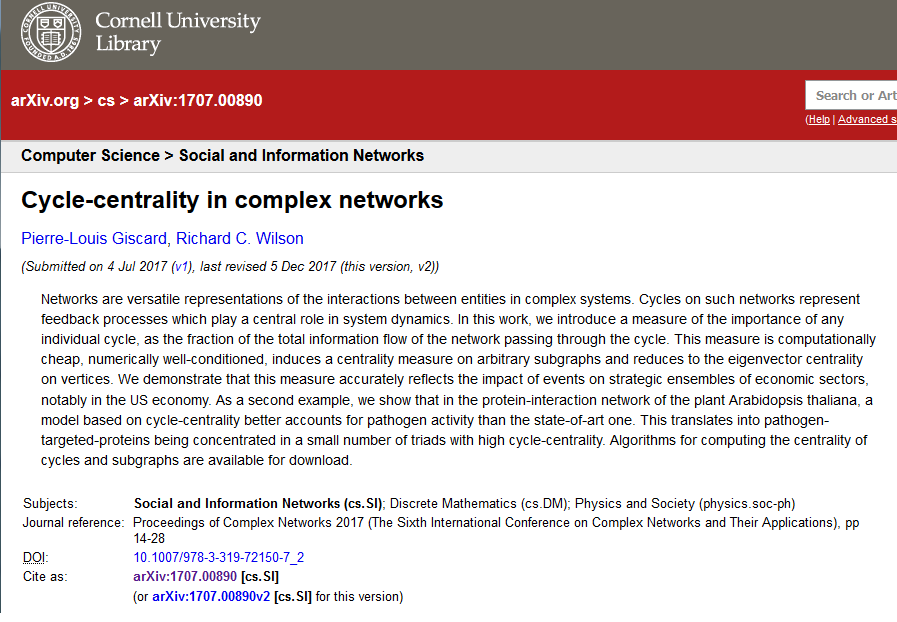 Cornell University
Library
arXiv.org > cs > arXiv:1707.00890
Search or Art
(Help | Advanced s
Computer Science > Social and Information Networks
Cycle-centrality in complex networks
Pierre-Louis Giscard, Richard C. Wilson
(Submitted on 4 Jul 2017 (v1), last revised 5 Dec 2017 (this version, v2))
Networks are versatile representations of the interactions between entities in complex systems. Cycles on such networks represent
feedback processes which play a central role in system dynamics. In this work, we introduce a measure of the importance of any
individual cycle, as the fraction of the total information flow of the network passing through the cycle. This measure is computationally
cheap, numerically well-conditioned, induces a centrality measure on arbitrary subgraphs and reduces to the eigenvector centrality
on vertices. We demonstrate that this measure accurately reflects the impact of events on strategic ensembles of economic sectors,
notably in the US economy. As a second example, we show that in the protein-interaction network of the plant Arabidopsis thaliana, a
model based on cycle-centrality better accounts for pathogen activity than the state-of-art one. This translates into pathogen-
targeted-proteins being concentrated in a small number of triads with high cycle-centrality. Algorithms for computing the centrality of
cycles and subgraphs are available for download.
Subjects: Social and Information Networks (cs.SI); Discrete Mathematics (cs.DM); Physics and Society (physics.soc-ph)
Journal reference: Proceedings of Complex Networks 2017 (The Sixth International Conference on Complex Networks and Their Applications), pp
14-28
DOI: 10.1007/978-3-319-72150-7_2
Cite as: arXiv:1707.00890 [cs.SI]
(or arXiv:1707.00890v2 [cs.SI] for this version)